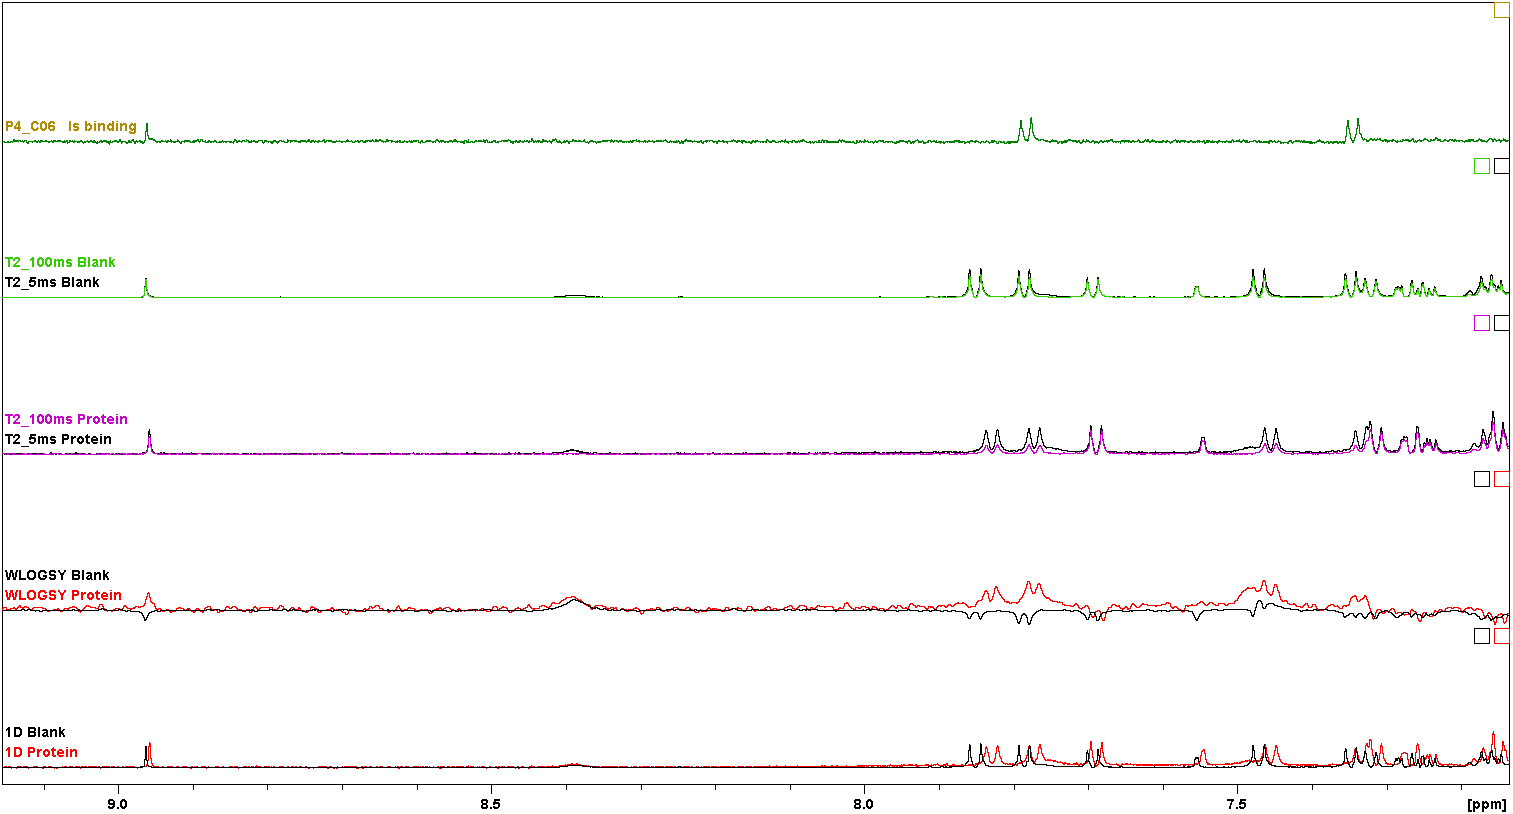 P4_C06 Is binding
T2_100ms Blank
T2_5ms Blank
T2_100ms Protein
T2_5ms Protein
WLOGSY Blank
WLOGSY Protein
1D Blank
1D Protein
9.0 8.5 8.0 7.5 [ppm]